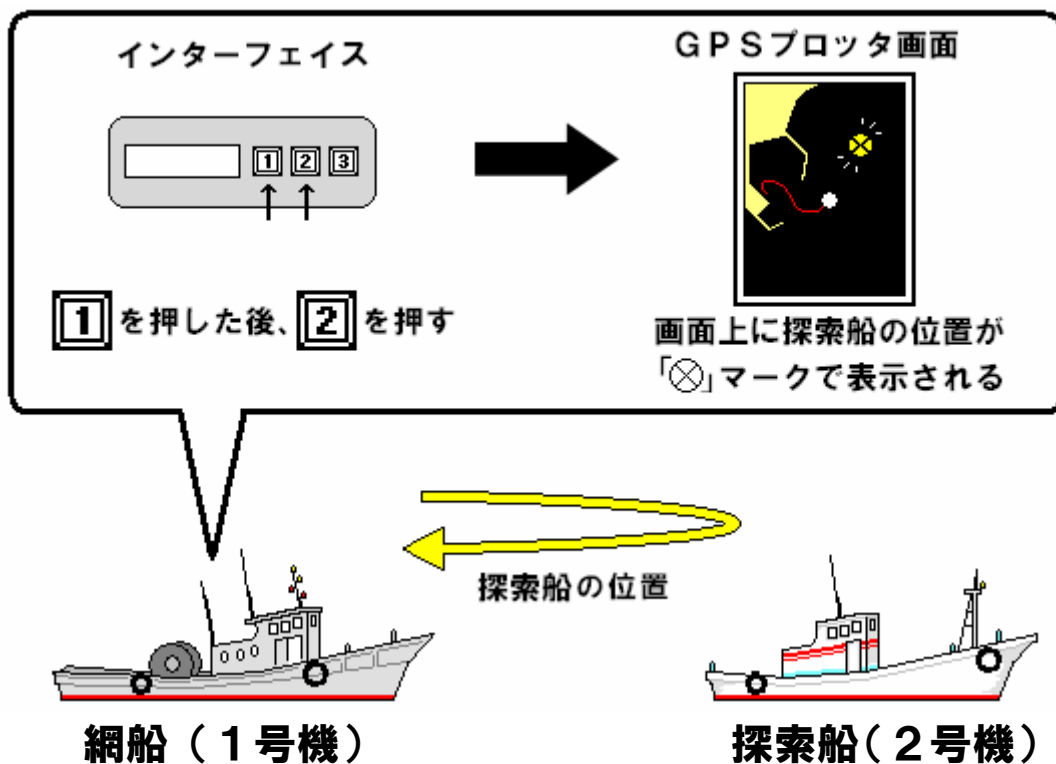 インターフェイス
GPSプロッタ画面
1 2 3
1を押した後、2を押す
画面上に探索船の位置が
「⊗」マークで表示される
探索船の位置
網船(1号機)
探索船(2号機)